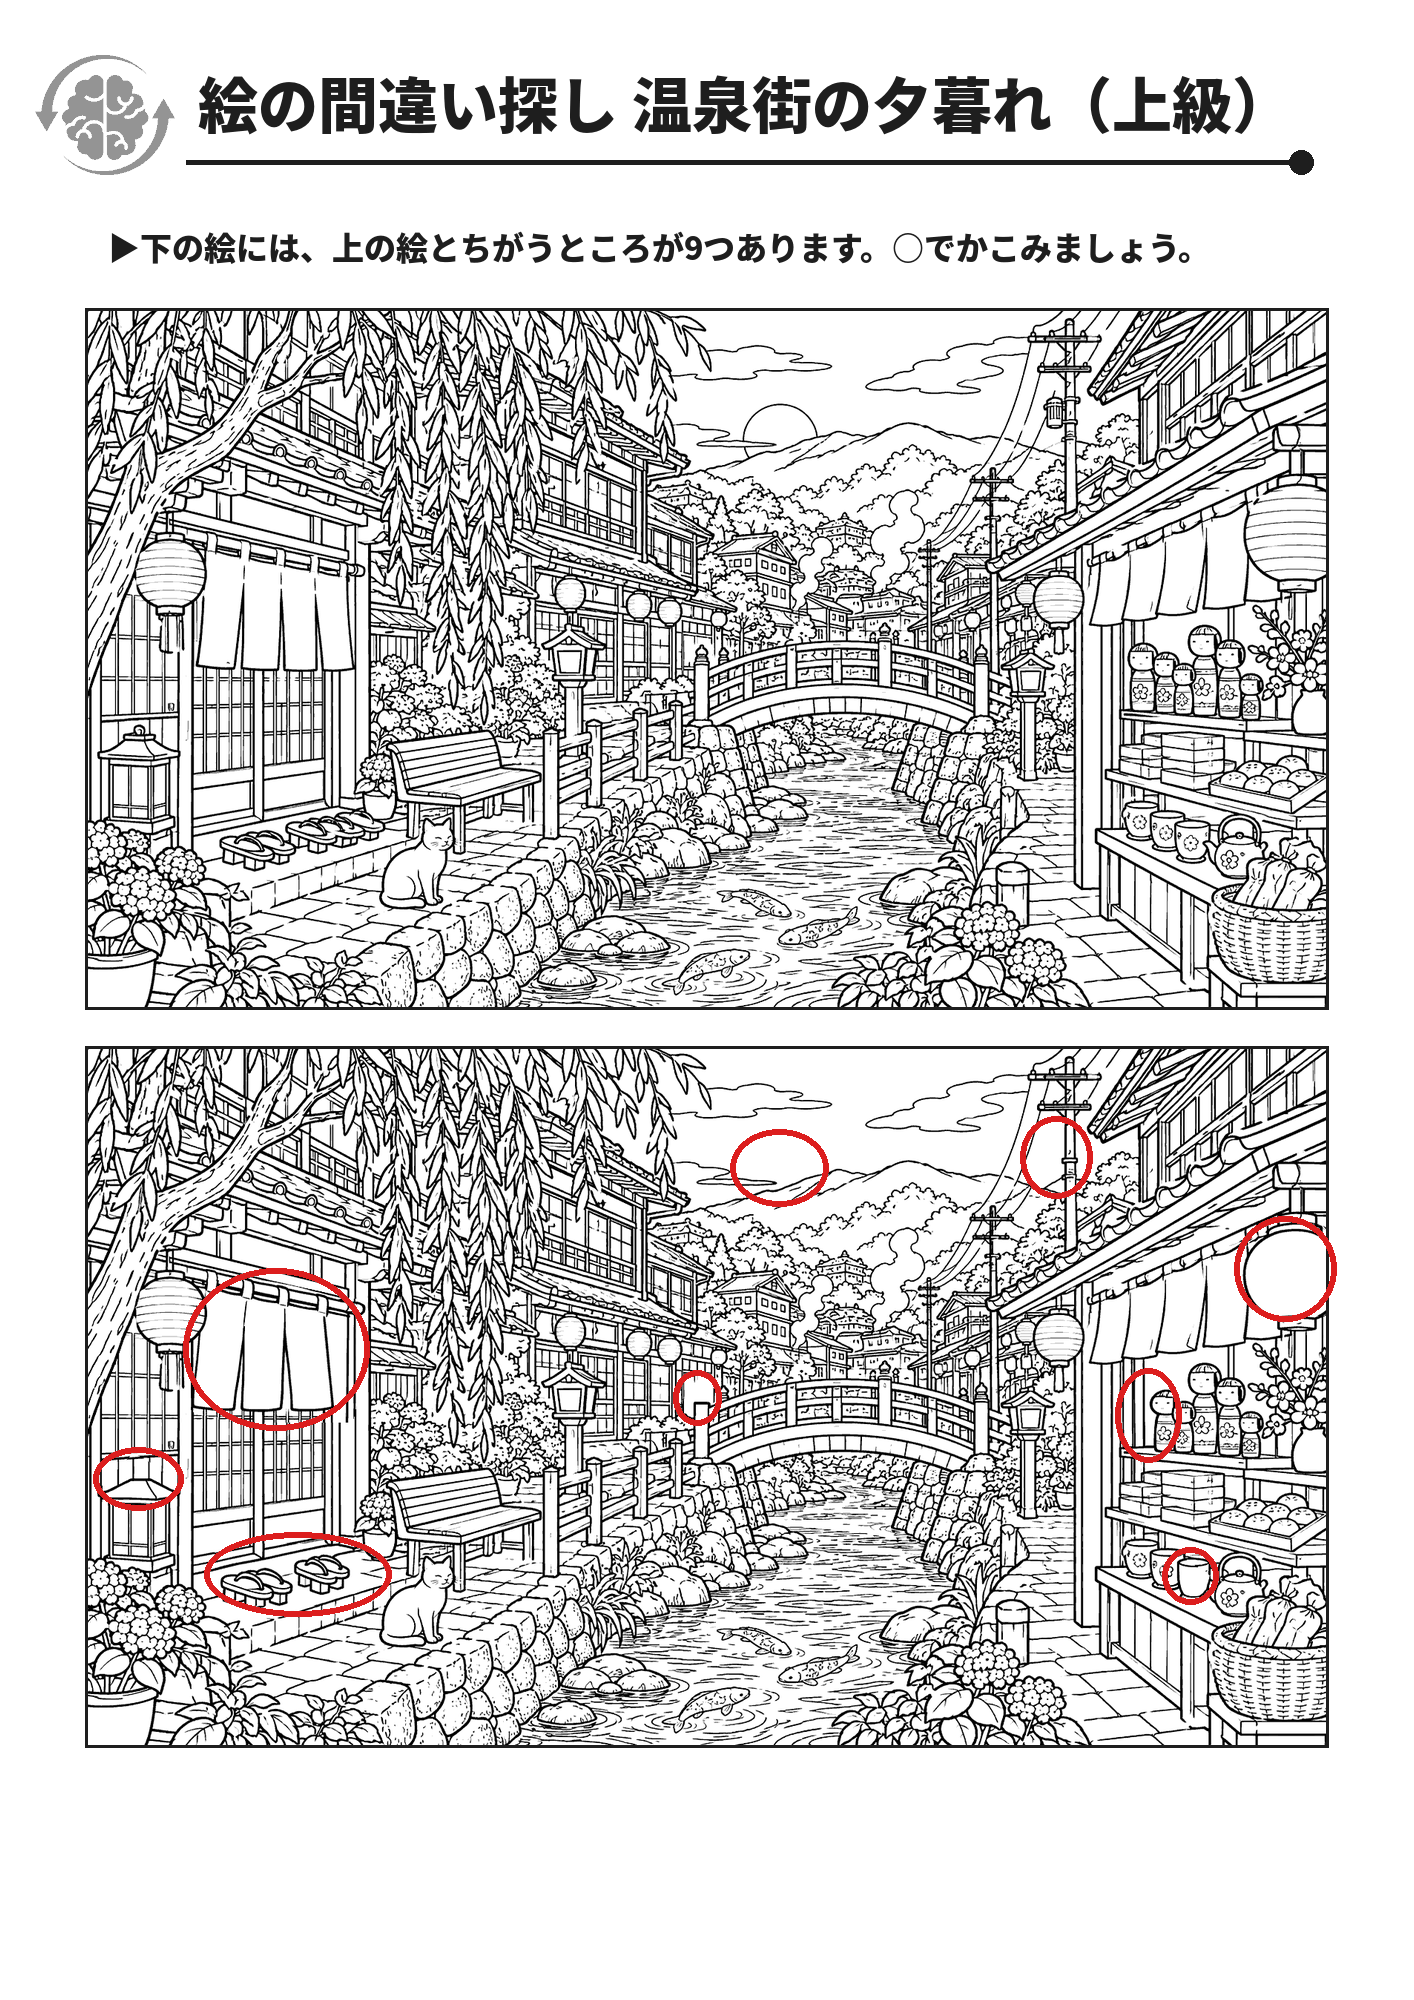 絵の間違い探し 温泉街の夕暮れ（上級）
▶下の絵には、上の絵とちがうところが9つあります。○でかこみましょう。